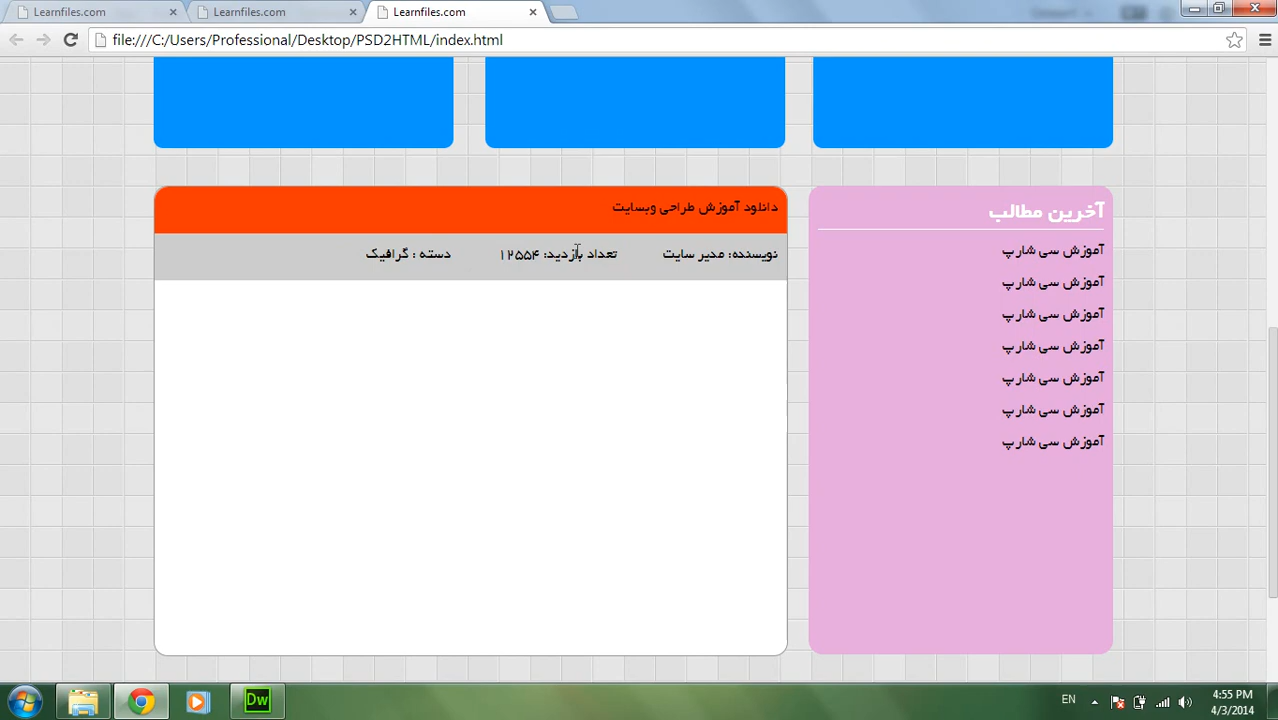 Learnfiles.com
Learnfiles.com
Learnfiles.com
file:///C:/Users/Professional/Desktop/PSD2HTML/index.html
آخرین مطالب
آموزش سی شارپ
آموزش سی شارپ
آموزش سی شارپ
آموزش سی شارپ
آموزش سی شارپ
آموزش سی شارپ
آموزش سی شارپ
دانلود آموزش طراحی وبسایت
نویسنده: مدیر سایت تعداد بازدید: ۱۲۵۵۴ دسته : گرافیک
Dw
EN
4:55 PM
4/3/2014